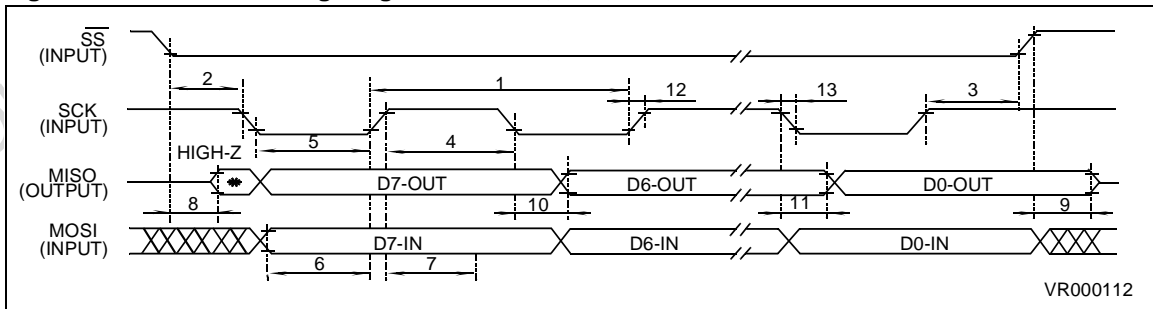 SS
(INPUT)
2
1
12
13
3
SCK
(INPUT)
5
4
HIGH-Z
MISO
(OUTPUT)
D7-OUT
D6-OUT
D0-OUT
8
10
11
9
MOSI
(INPUT)
D7-IN
D6-IN
D0-IN
6
7
VR000112